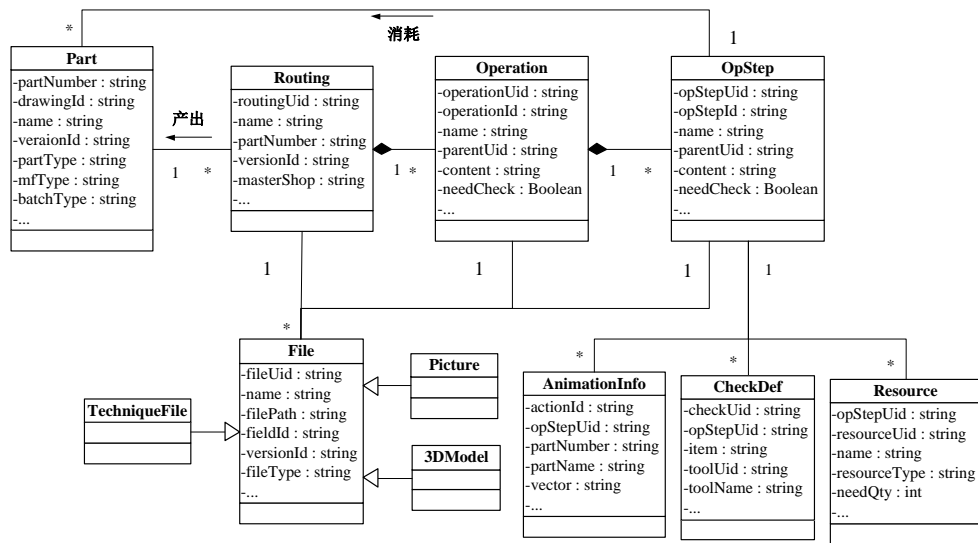 *
消耗
1
Part
-partNumber : string
-drawingId : string
-name : string
-veraionId : string
-partType : string
-mfType : string
-batchType : string
-...
产出
1
*
Routing
-routingUid : string
-name : string
-partNumber : string
-versionId : string
-masterShop : string
-...
1
*
Operation
-operationUid : string
-operationId : string
-name : string
-parentUid : string
-content : string
-needCheck : Boolean
-...
1
*
OpStep
-opStepUid : string
-opStepId : string
-name : string
-parentUid : string
-content : string
-needCheck : Boolean
-...
1
1
1
1
*
File
-fileUid : string
-name : string
-filePath : string
-fieldId : string
-versionId : string
-fileType : string
-...
TechniqueFile
Picture
3DModel
*
AnimationInfo
-actionId : string
-opStepUid : string
-partNumber : string
-partName : string
-vector : string
-...
*
CheckDef
-checkUid : string
-opStepUid : string
-item : string
-toolUid : string
-toolName : string
-...
*
Resource
-opStepUid : string
-resourceUid : string
-name : string
-resourceType : string
-needQty : int
-...